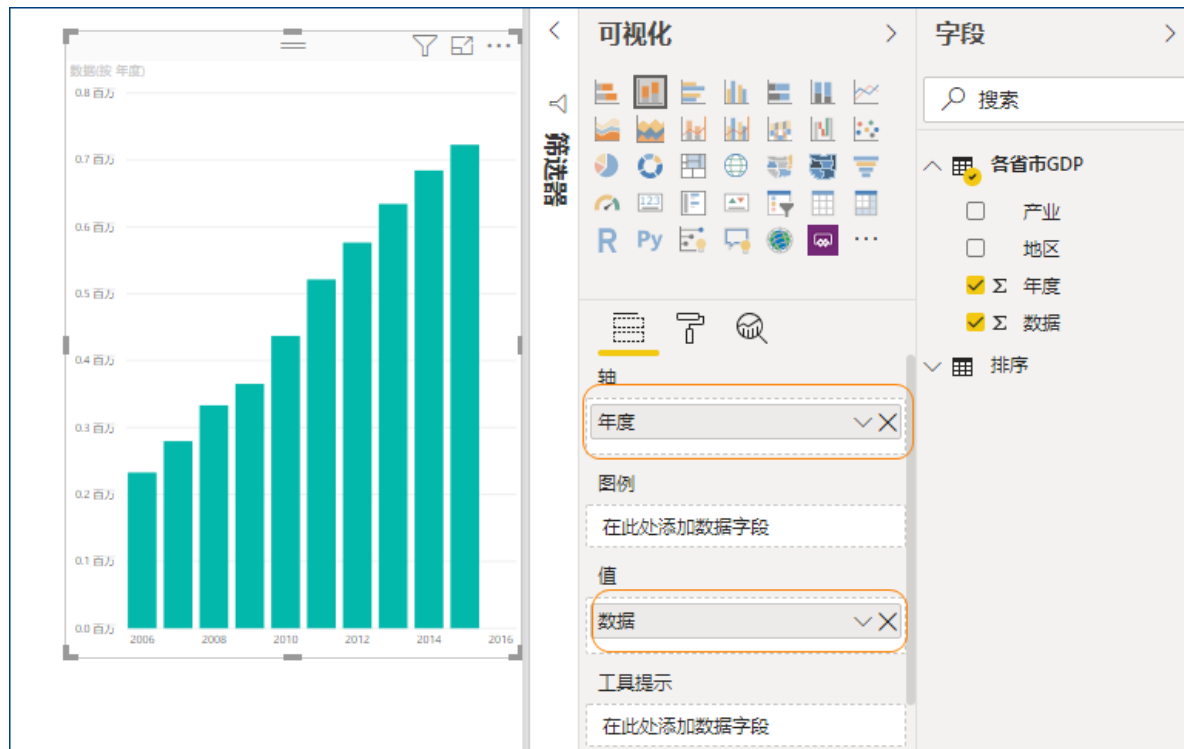 数据(按 年度)
0.8 百万
0.7 百万
0.6 百万
0.5 百万
0.4 百万
0.3 百万
0.2 百万
0.1 百万
0.0 百万
2006 2008 2010 2012 2014 2016
筛选器
可视化
123
R Py
轴
年度
图例
在此处添加数据字段
值
数据
工具提示
在此处添加数据字段
字段
搜索
各省市GDP
产业
地区
Σ 年度
Σ 数据
排序